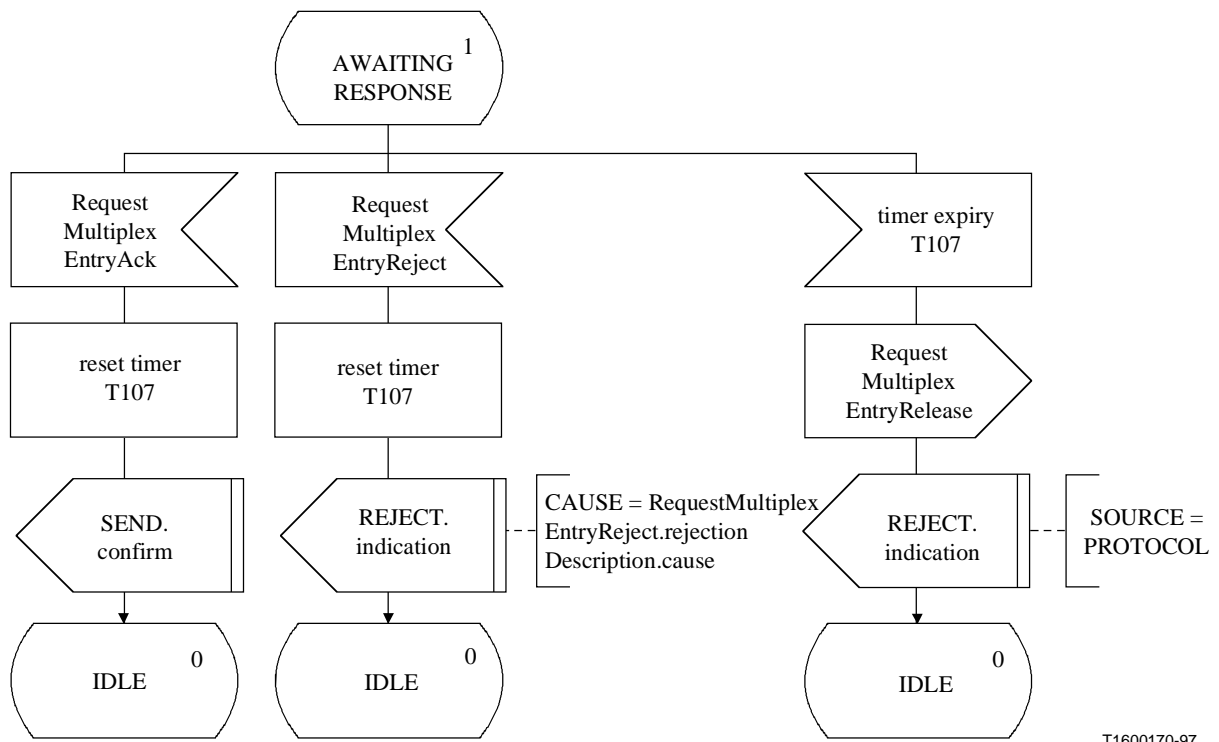 1
AWAITING
RESPONSE
Request
Multiplex
EntryAck
Request
Multiplex
EntryReject
timer expiry
T107
reset timer
T107
reset timer
T107
Request
Multiplex
EntryRelease
SEND.
confirm
REJECT.
indication
CAUSE = RequestMultiplex
EntryReject.rejection
Description.cause
REJECT.
indication
SOURCE =
PROTOCOL
0
IDLE
0
IDLE
0
IDLE
T1600170-97